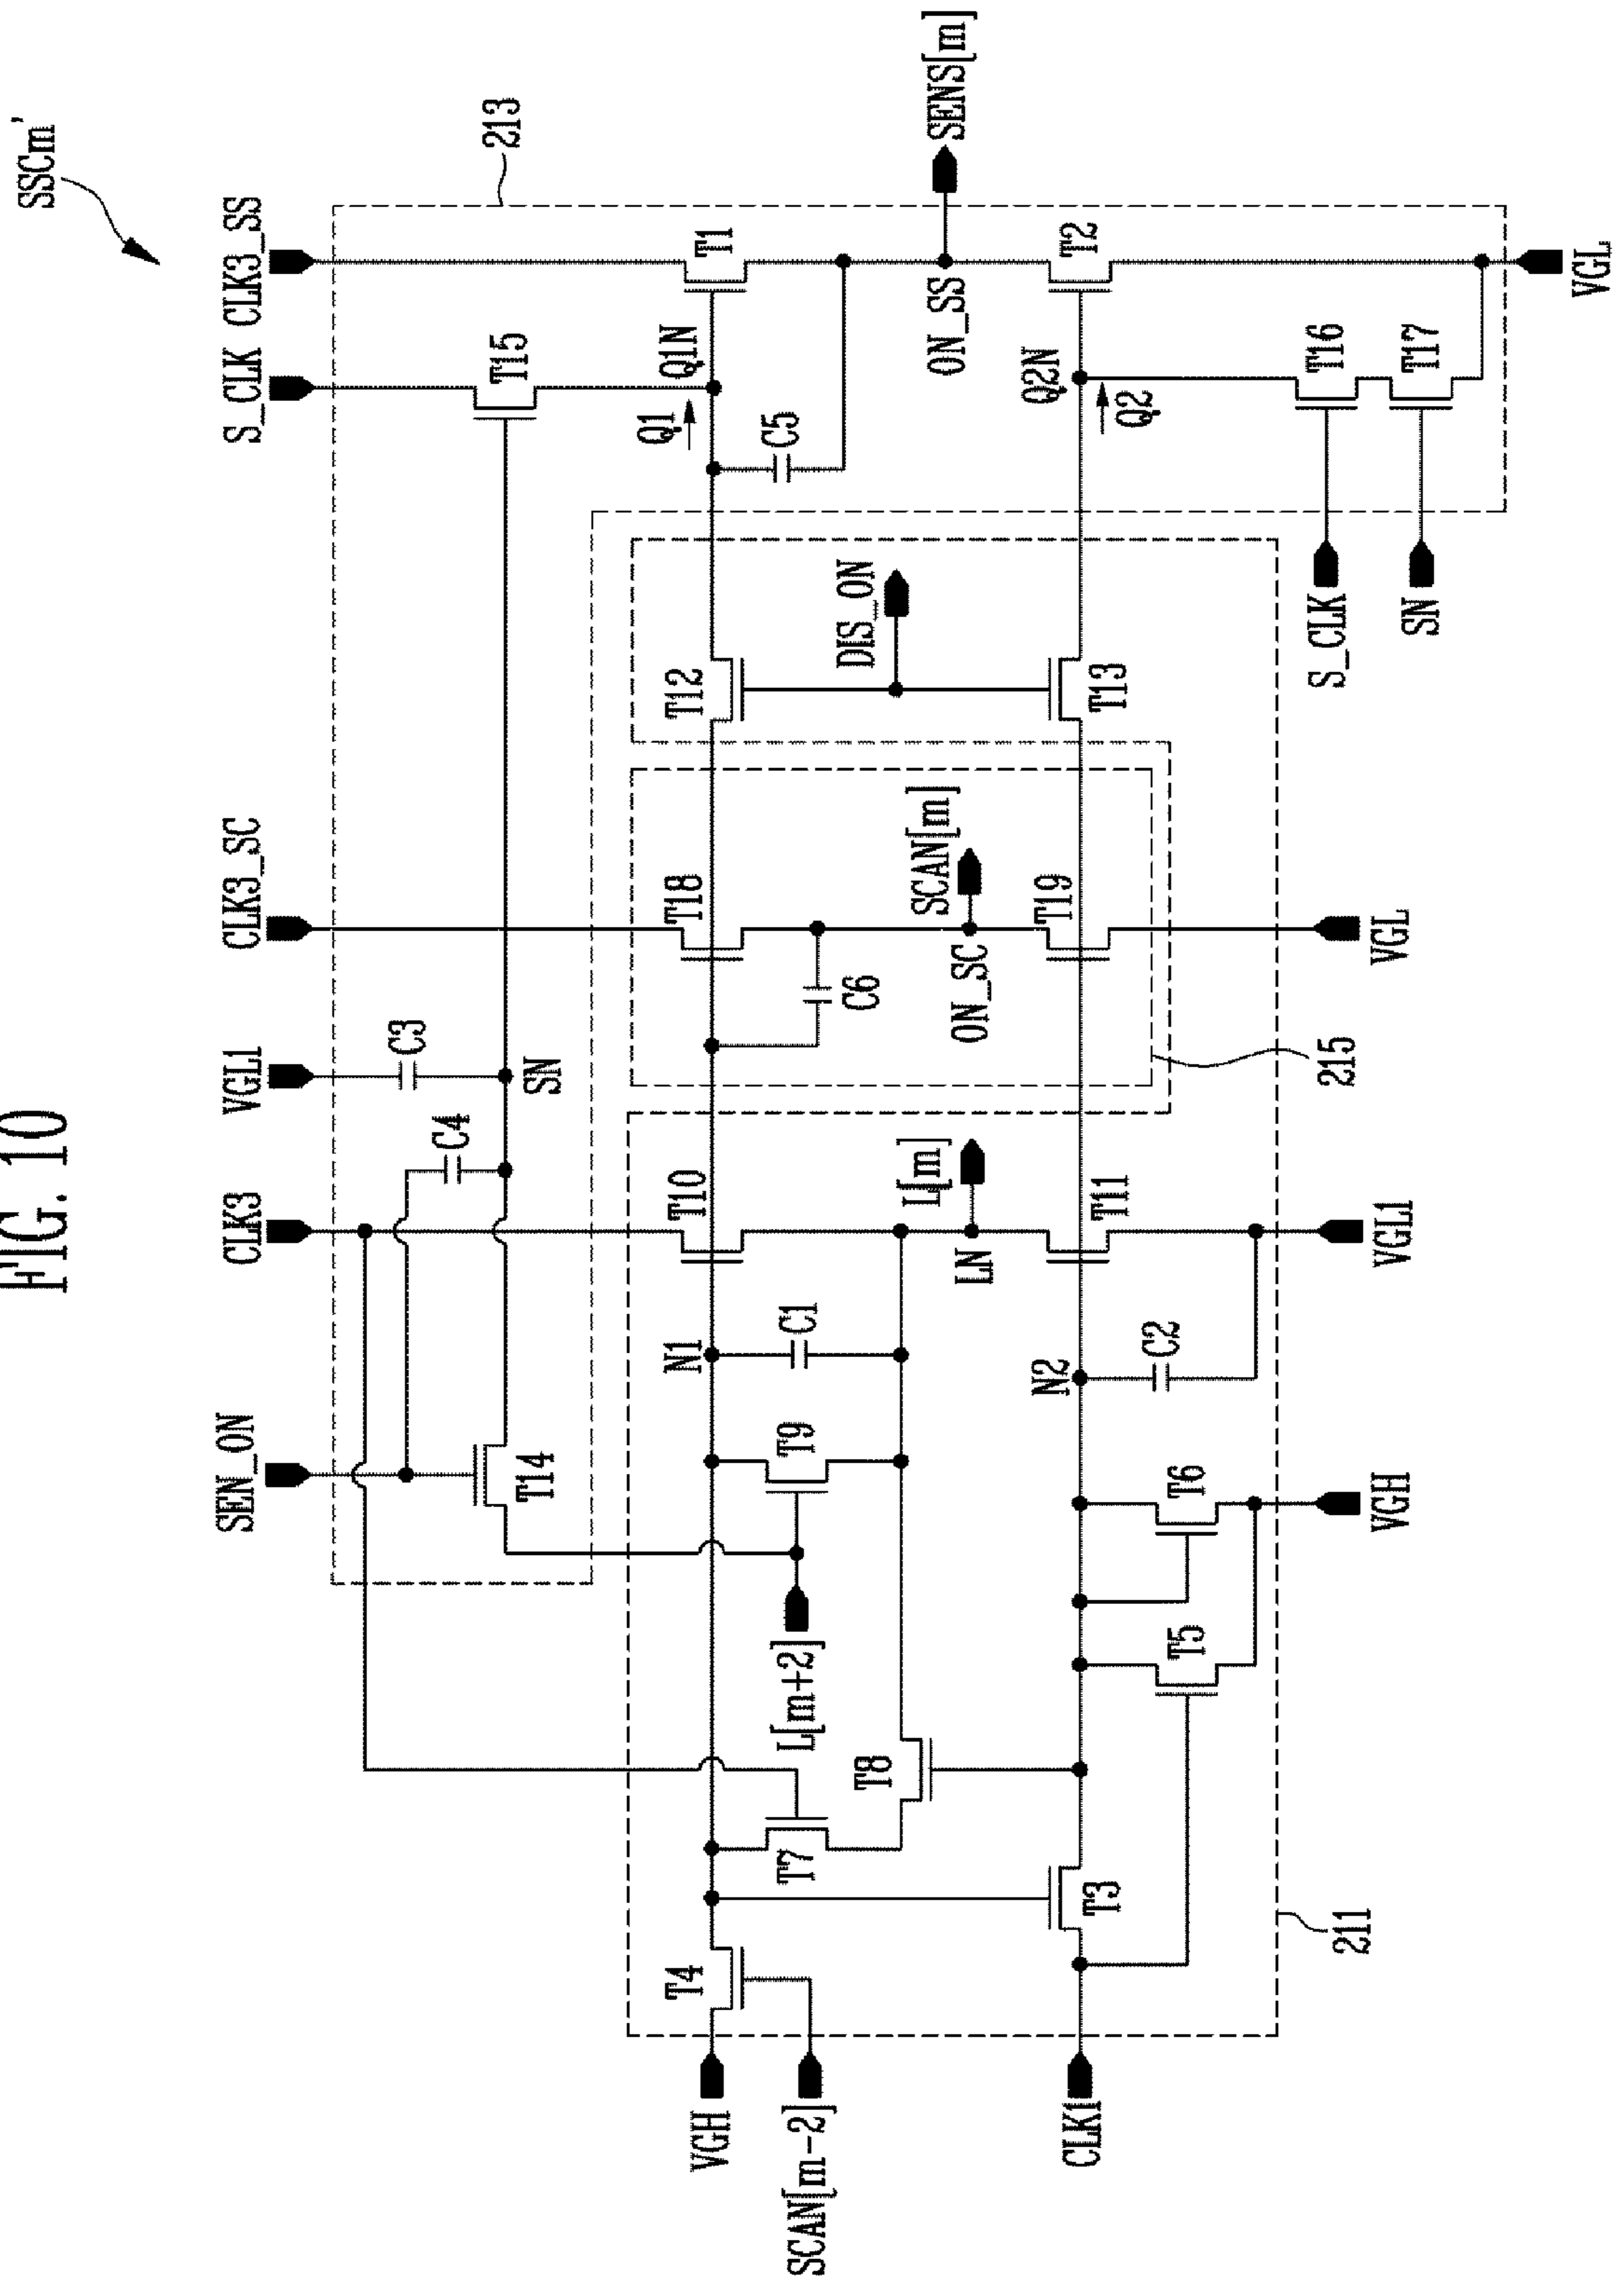 FIG. 10
SSCm'
SEN_ON
CLK3
VGL1
CLK3_SC
S_CLK
CLK3_SS
213
C4
C3
T14
SN
T15
Q1
Q1N
T1
VGH
T4
SCAN[m-2]
T7
N1
T9
C1
T10
T18
T12
C5
L[m+2]
T8
L[m]
LN
C6
SCAN[m]
ON_SC
DIS_ON
ON_SS
SENS[m]
CLK1
T3
T5
T6
N2
C2
T11
T19
T13
Q2N
Q2
T2
211
VGH
VGL1
215
VGL
S_CLK
SN
T16
T17
VGL